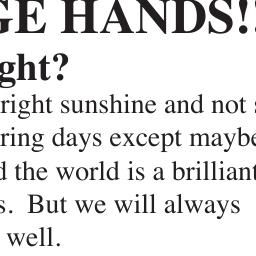 GE HANDS!!
ght?
right sunshine and not
ring days except maybe
d the world is a brilliant
s. But we will always
well.